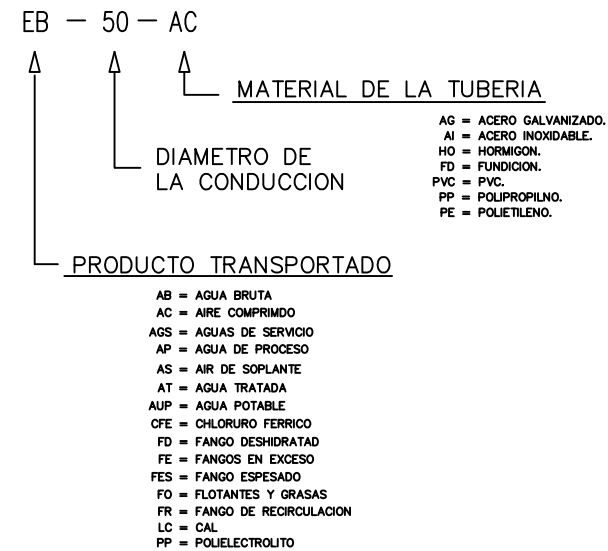 EB - 50 - AC
MATERIAL DE LA TUBERIA
AG = ACERO GALVANIZADO.
AI = ACERO INOXIDABLE.
HO = HORMIGON.
FD = FUNDICION.
PVC = PVC.
PP = POLIPROPILNO.
PE = POLIETILENO.
DIAMETRO DE
LA CONDUCCION
PRODUCTO TRANSPORTADO
AB = AGUA BRUTA
AC = AIRE COMPRIMDO
AGS = AGUAS DE SERVICIO
AP = AGUA DE PROCESO
AS = AIR DE SOPLANTE
AT = AGUA TRATADA
AUP = AGUA POTABLE
CFE = CHLORURO FERRICO
FD = FANGO DESHIDRATAD
FE = FANGOS EN EXCESO
FES = FANGO ESPESADO
FO = FLOTANTES Y GRASAS
FR = FANGO DE RECIRCULACION
LC = CAL
PP = POLIELECTROLITO